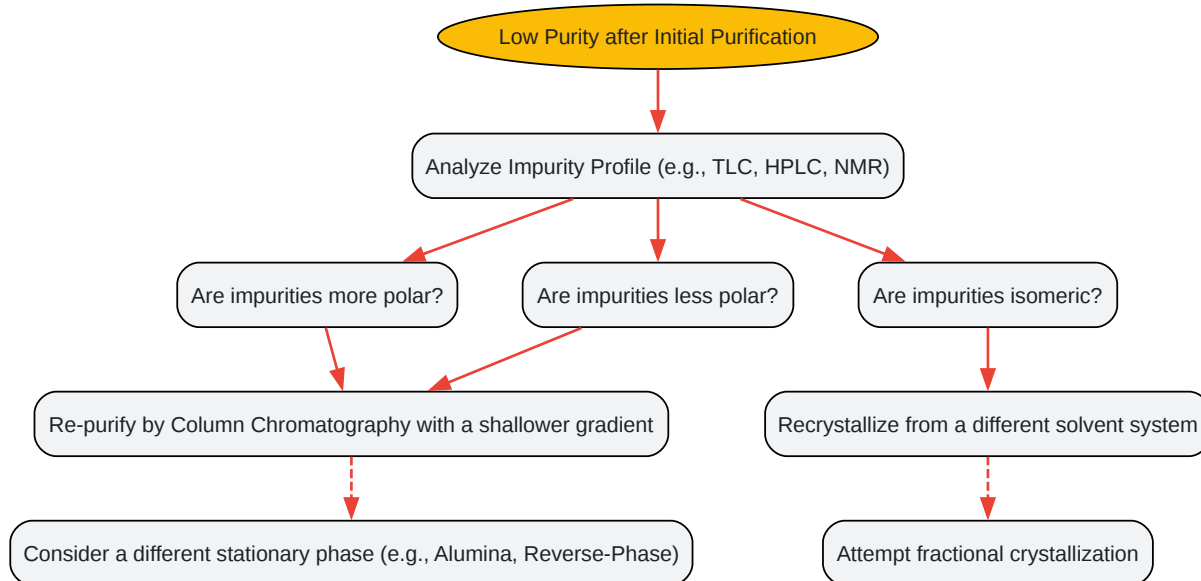 Low Purity after Initial Purification
Analyze Impurity Profile (e.g., TLC, HPLC, NMR)
Are impurities more polar?
Are impurities less polar?
Are impurities isomeric?
Re-purify by Column Chromatography with a shallower gradient
Recrystallize from a different solvent system
Consider a different stationary phase (e.g., Alumina, Reverse-Phase)
Attempt fractional crystallization